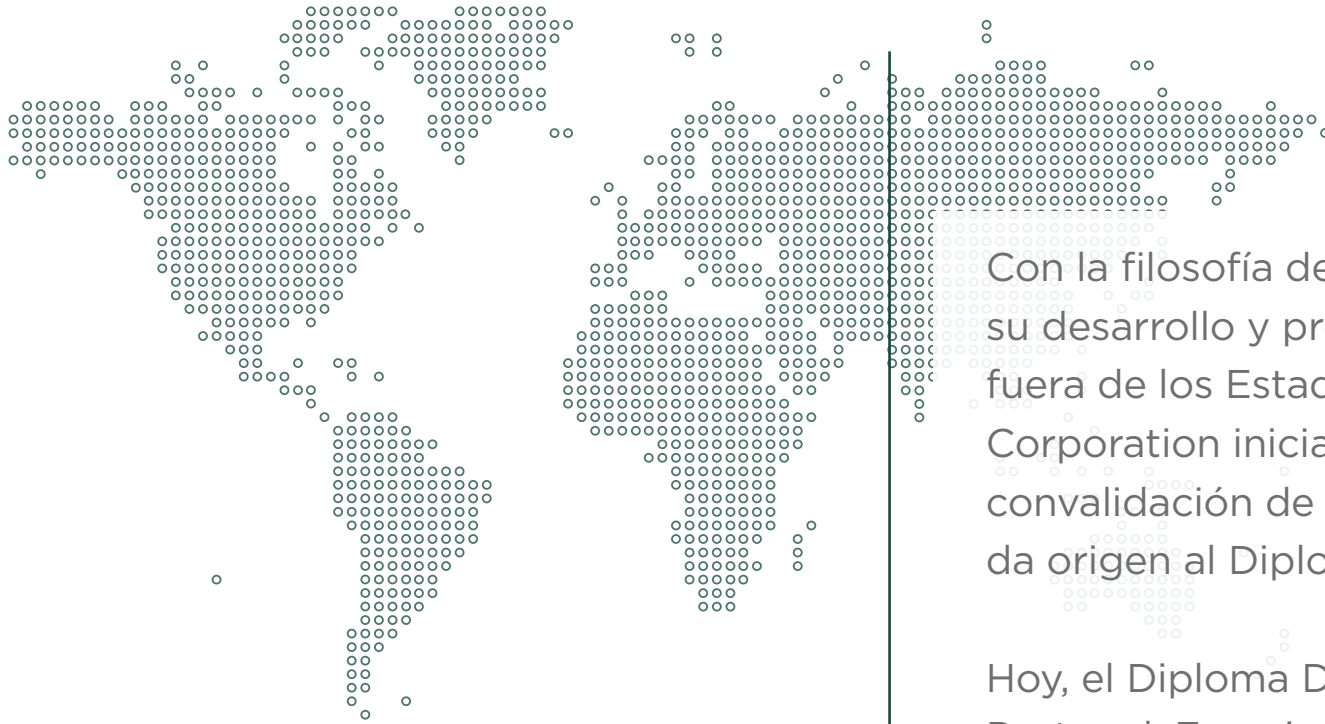 Con la filosofía de
su desarrollo y pr
fuera de los Estad
Corporation inicia
convalidación de
da origen al Diplo
Hoy, el Diploma D